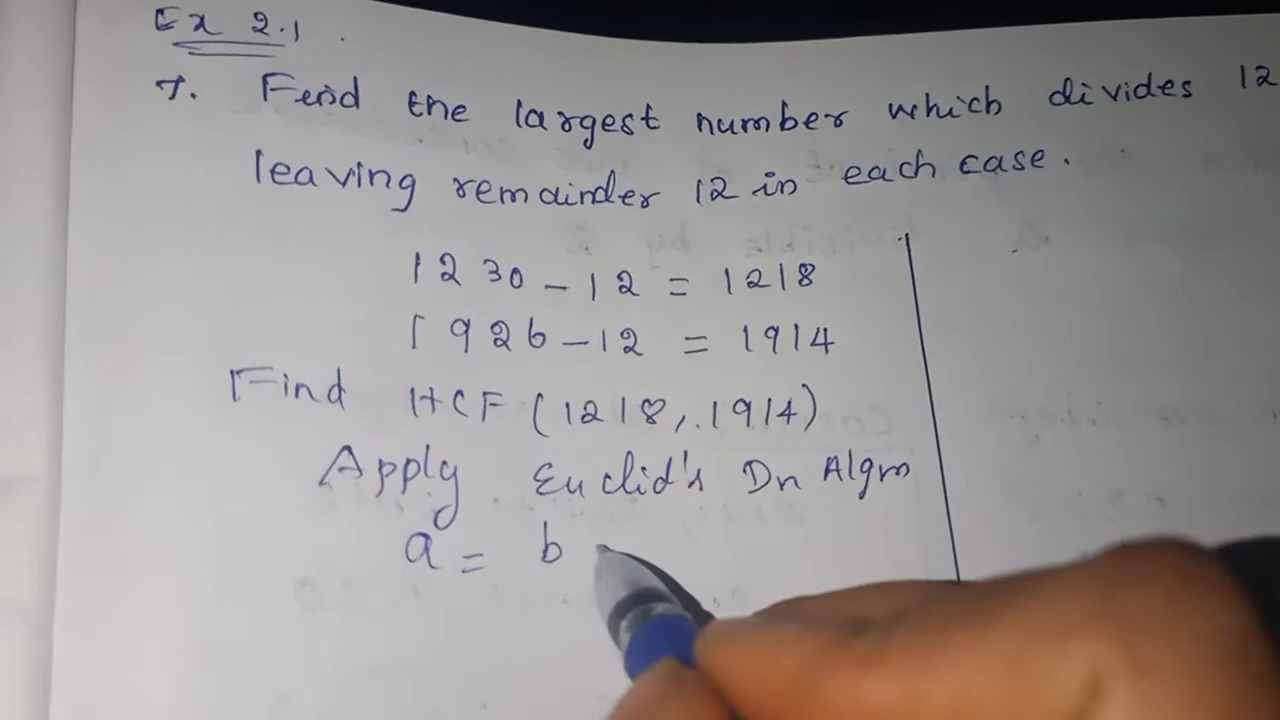 Ex 2.1
7. Find the largest number which divides 12
leaving remainder 12 in each case.
1230 - 12 = 1218
1926 - 12 = 1914
Find HCF (1218, 1914)
Apply Euclid's Dn Algm
a = b